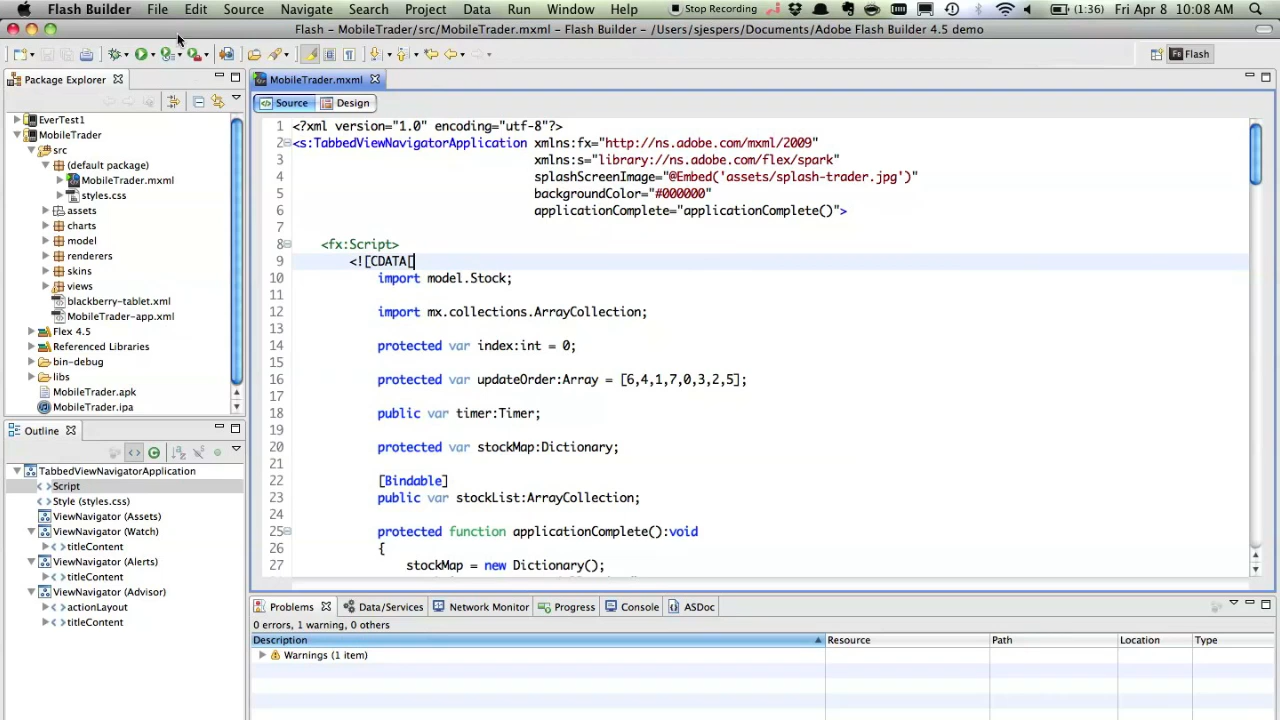 Flash Builder File Edit Source Navigate Search Project Data Run Window Help Stop Recording (1:36) Fri Apr 8 10:08 AM
Flash - MobileTrader/src/MobileTrader.mxml - Flash Builder - /Users/sjespers/Documents/Adobe Flash Builder 4.5 demo
Fb Flash
Package Explorer
EverTest1
MobileTrader
src
(default package)
MobileTrader.mxml
styles.css
assets
charts
model
renderers
skins
views
blackberry-tablet.xml
MobileTrader-app.xml
Flex 4.5
Referenced Libraries
bin-debug
libs
MobileTrader.apk
MobileTrader.ipa
Outline
TabbedViewNavigatorApplication
Script
Style (styles.css)
ViewNavigator (Assets)
ViewNavigator (Watch)
titleContent
ViewNavigator (Alerts)
titleContent
ViewNavigator (Advisor)
actionLayout
titleContent
MobileTrader.mxml
Source Design
1 <?xml version="1.0" encoding="utf-8"?>
2 <s:TabbedViewNavigatorApplication xmlns:fx="http://ns.adobe.com/mxml/2009"
3 xmlns:s="library://ns.adobe.com/flex/spark"
4 splashScreenImage="@Embed('assets/splash-trader.jpg')"
5 backgroundColor="#000000"
6 applicationComplete="applicationComplete()">
7
8 <fx:Script>
9 <![CDATA[
10 import model.Stock;
11
12 import mx.collections.ArrayCollection;
13
14 protected var index:int = 0;
15
16 protected var updateOrder:Array = [6,4,1,7,0,3,2,5];
17
18 public var timer:Timer;
19
20 protected var stockMap:Dictionary;
21
22 [Bindable]
23 public var stockList:ArrayCollection;
24
25 protected function applicationComplete():void
26 {
27 stockMap = new Dictionary();
Problems Data/Services Network Monitor Progress Console ASDoc
0 errors, 1 warning, 0 others
Description Resource Path Location Type
Warnings (1 item)